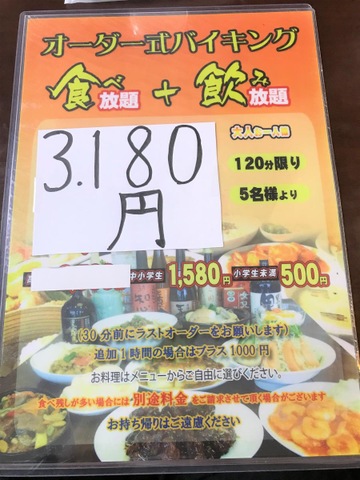 オーダー式バイキング
食べ放題 + 飲み放題
大人お一人様
3.180
円
120分限り
5名様より
中小学生 1,580円 小学生未満 500円
(30分前にラストオーダーをお願いします)
追加1時間の場合はプラス1000円
お料理はメニューからご自由に選びください。
食べ残しが多い場合には 別途料金 をご請求させて頂く場合がございます
お持ち帰りはご遠慮ください